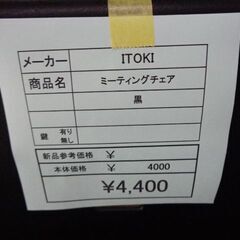 メーカー ITOKI
商品名 ミーティングチェア
黒
鍵 有り 無し
新品参考価格 ¥
本体価格 ¥ 4000
¥4,400